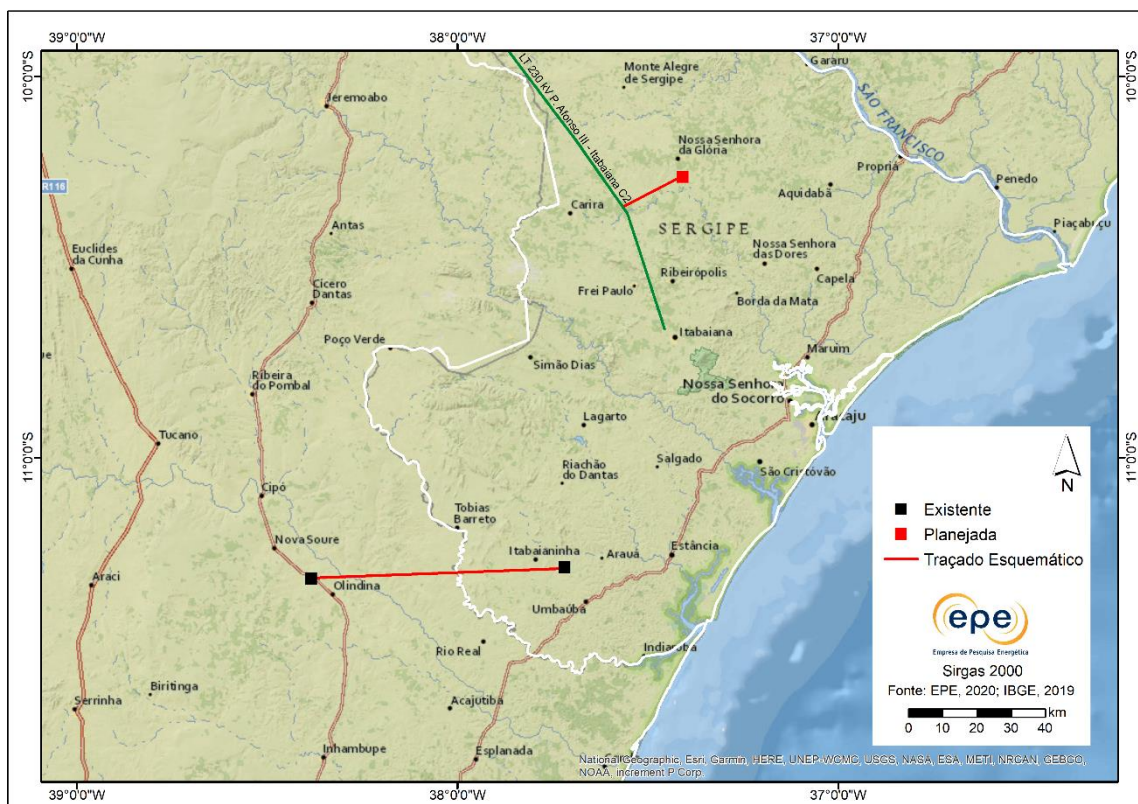 39°0'0"W
38°0'0"W
37°0'0"W
10°0'0"S
10°0'0"S
Gararu
Monte Alegre
de Sergipe
LT 230 kV P. Afonso III - Itabaiana C2
SÃO FRANCISCO
Jeremoabo
Nossa Senhora
da Glória
Propriá
R116
Aquidabã
Penedo
Carira
SERGIPE
Piaçabuçu
Antas
Euclides
da Cunha
Nossa Senhora
das Dores
Ribeirópolis
Capela
Frei Paulo
Borda da Mata
Cicero
Dantas
Itabaiana
Poço Verde
Simão Dias
Maruim
Ribeira
do Pombal
Nossa Senhora
do Socorro
Aracaju
Lagarto
Tucano
11°0'0"S
11°0'0"S
Salgado
São Cristóvão
Riachão
do Dantas
Cipó
Tobias
Barreto
Nova Soure
Itabaianinha
Arauá
Estância
Araci
Olindina
Umbaúba
Rio Real
Indiaroba
Biritinga
Serrinha
Acajutiba
Inhambupe
Esplanada
N
Existente
Planejada
Traçado Esquemático
epe
Empresa de Pesquisa Energética
Sirgas 2000
Fonte: EPE, 2020; IBGE, 2019
0 10 20 30 40 km
National Geographic, Esri, Garmin, HERE, UNEP-WCMC, USGS, NASA, ESA, METI, NRCAN, GEBCO,
NOAA, increment P Corp.
39°0'0"W
38°0'0"W
37°0'0"W